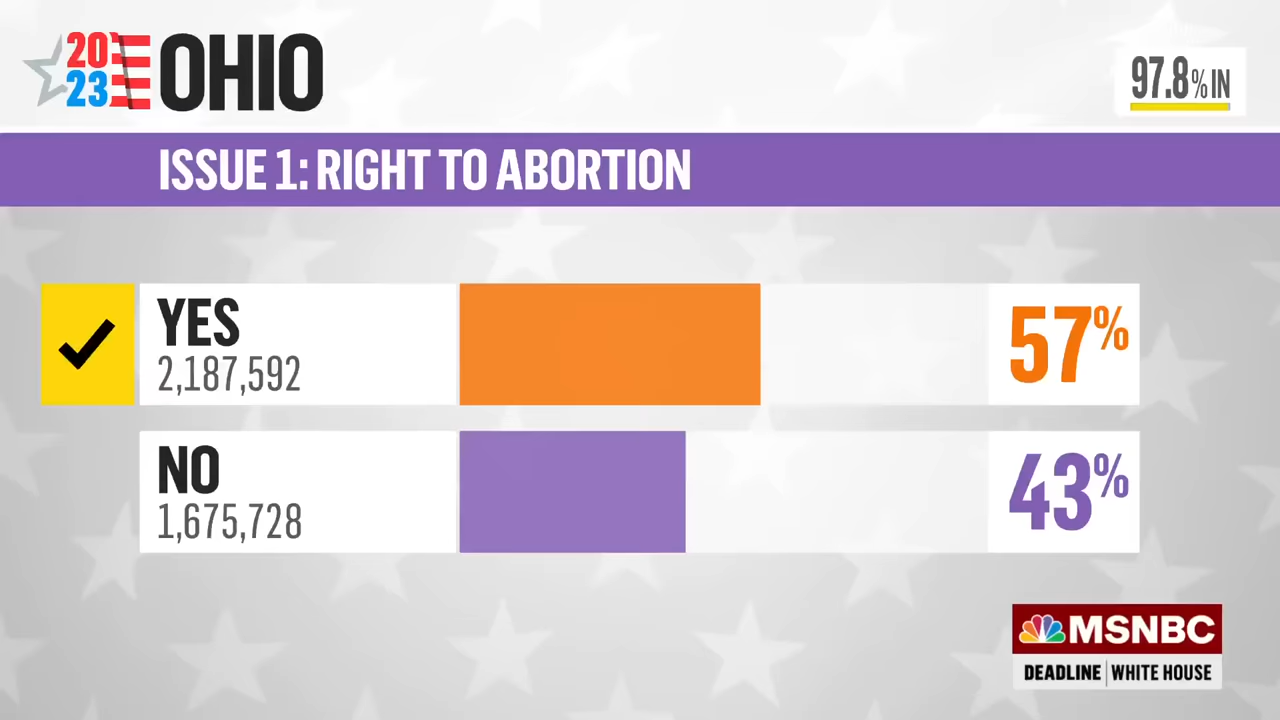 2023 OHIO
97.8% IN
ISSUE 1: RIGHT TO ABORTION
YES
2,187,592
57%
NO
1,675,728
43%
MSNBC
DEADLINE | WHITE HOUSE